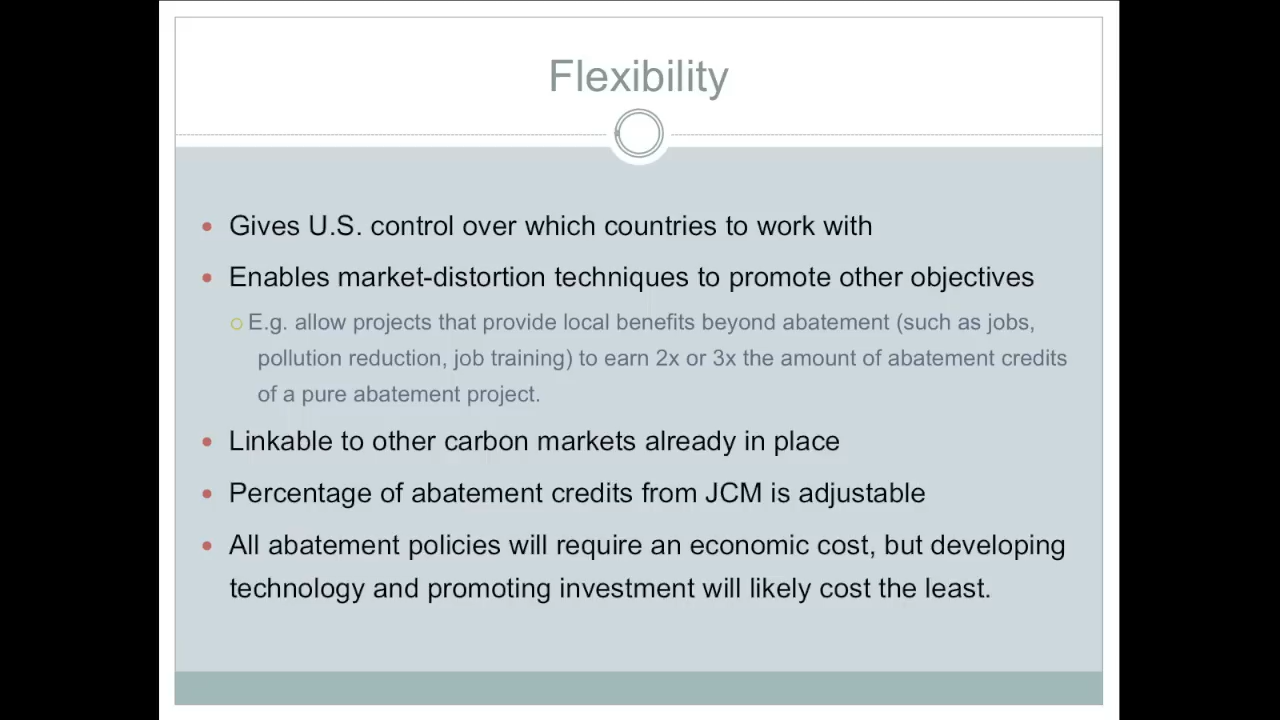 Flexibility
Gives U.S. control over which countries to work with
Enables market-distortion techniques to promote other objectives
E.g. allow projects that provide local benefits beyond abatement (such as jobs,
pollution reduction, job training) to earn 2x or 3x the amount of abatement credits
of a pure abatement project.
Linkable to other carbon markets already in place
Percentage of abatement credits from JCM is adjustable
All abatement policies will require an economic cost, but developing
technology and promoting investment will likely cost the least.